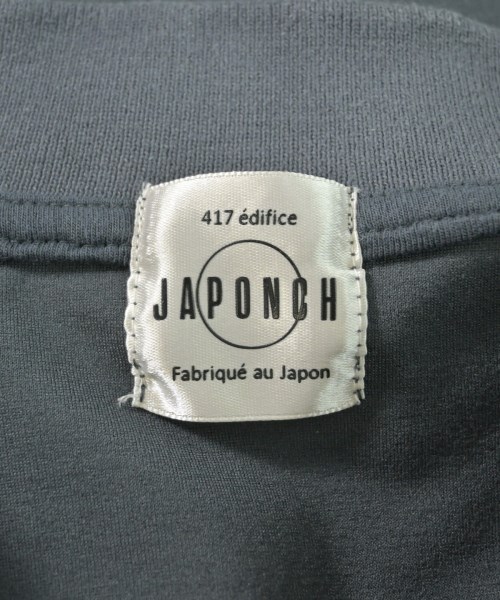 417 édifice
JAPONCH
Fabriqué au Japon